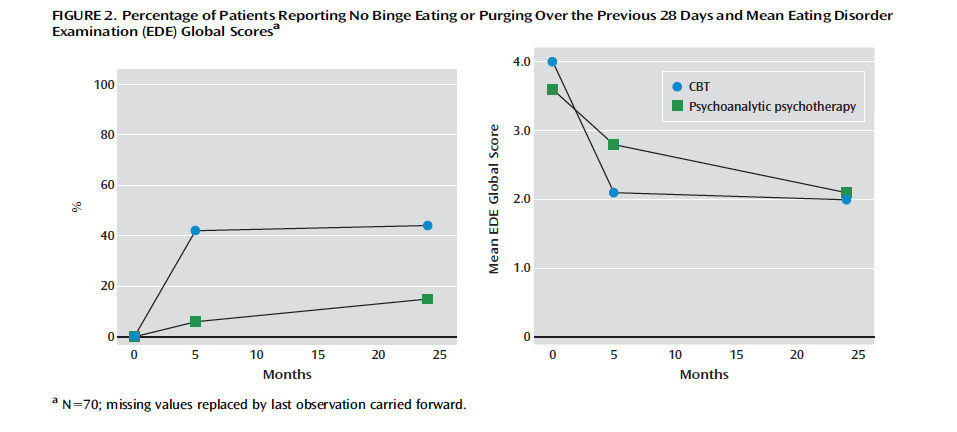 FIGURE 2. Percentage of Patients Reporting No Binge Eating or Purging Over the Previous 28 Days and Mean Eating Disorder
Examination (EDE) Global Scoresa
100
80
60
40
20
0
%
0 5 10 15 20 25
Months
4.0
3.0
2.0
1.0
0
Mean EDE Global Score
CBT
Psychoanalytic psychotherapy
0 5 10 15 20 25
Months
a N=70; missing values replaced by last observation carried forward.